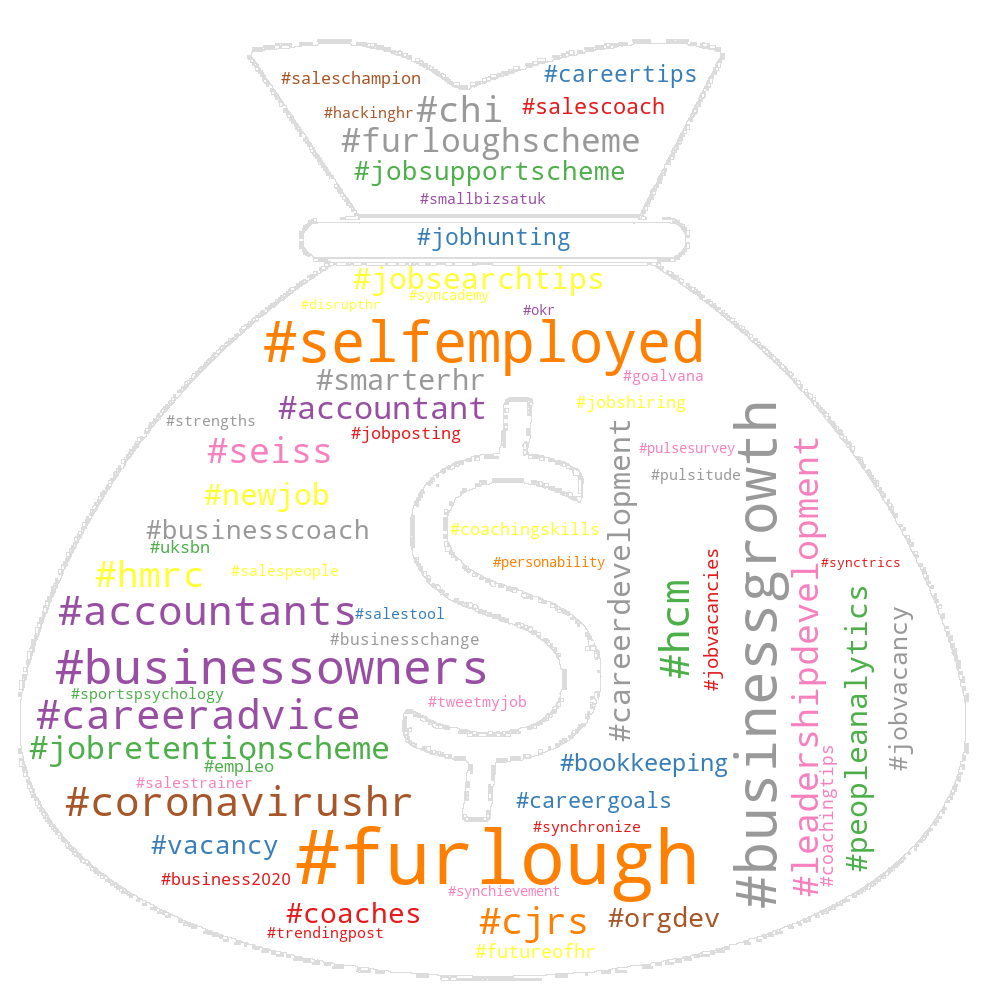 #saleschampion
#careertips
#hackinghr
#chi
#salescoach
#furloughscheme
#jobsupportscheme
#smallbizsatuk
#jobhunting
#jobsearchtips
#disrupthr
#syncademy
#okr
#selfemployed
#smarterhr
#goalvana
#accountant
#jobshiring
#strengths
#jobposting
#seiss
#pulsesurvey
#newjob
#pulsitude
#businesscoach
#coachingskills
#uksbn
#personability
#hmrc
#salespeople
#synctrics
#accountants
#salestool
#businesschange
#businessowners
#sportspsychology
#tweetmyjob
#careeradvice
#jobretentionscheme
#empleo
#salestrainer
#coronavirushr
#careerdevelopment
#hcm
#jobvacancies
#businessgrowth
#leadershipdevelopment
#coachingtips
#peopleanalytics
#jobvacancy
#bookkeeping
#careergoals
#synchronize
#vacancy
#furlough
#business2020
#synchievement
#coaches
#cjrs
#orgdev
#trendingpost
#futureofhr
$